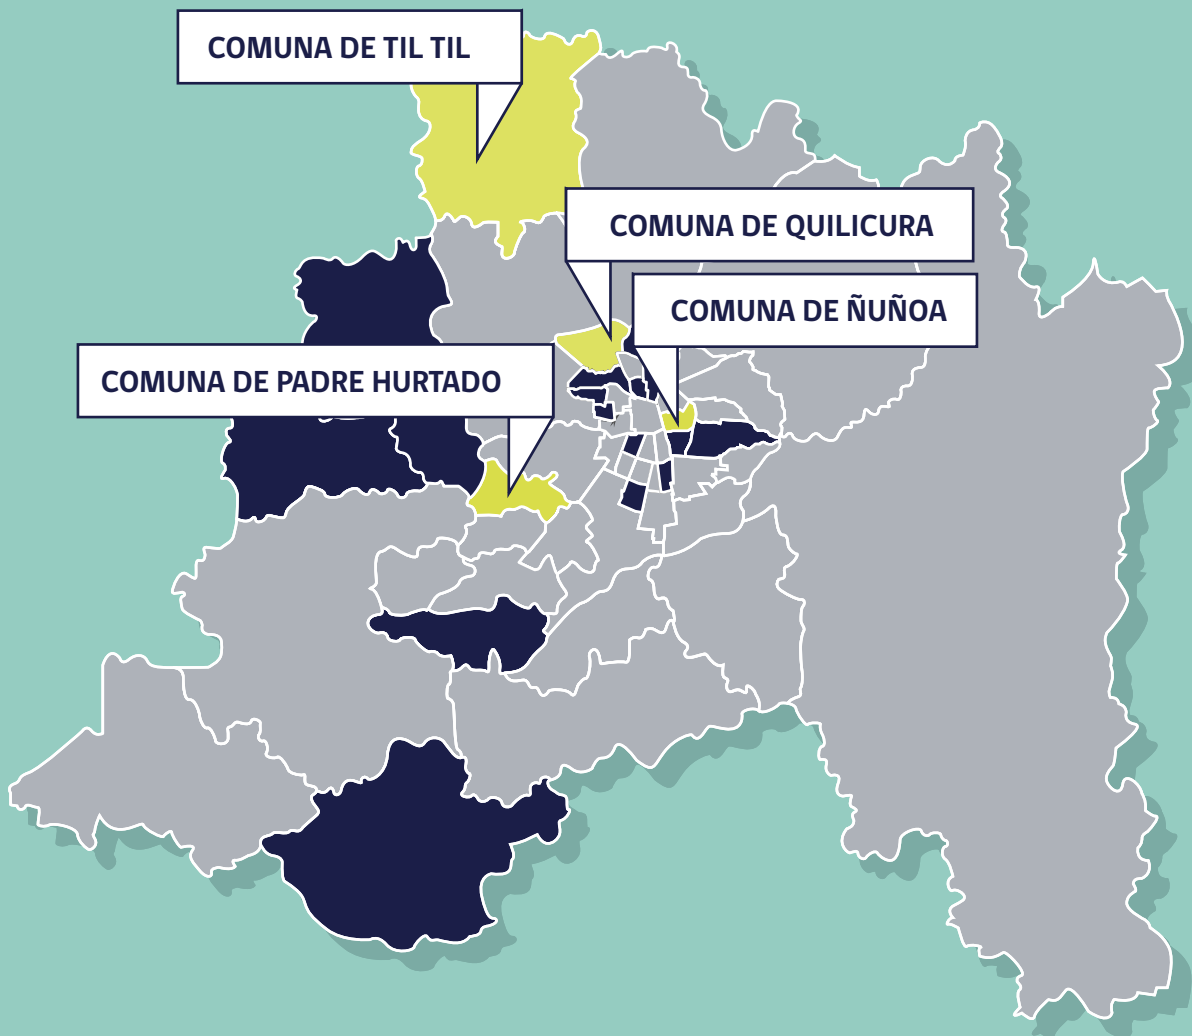 COMUNA DE TIL TIL
COMUNA DE QUILICURA
COMUNA DE ÑUÑOA
COMUNA DE PADRE HURTADO